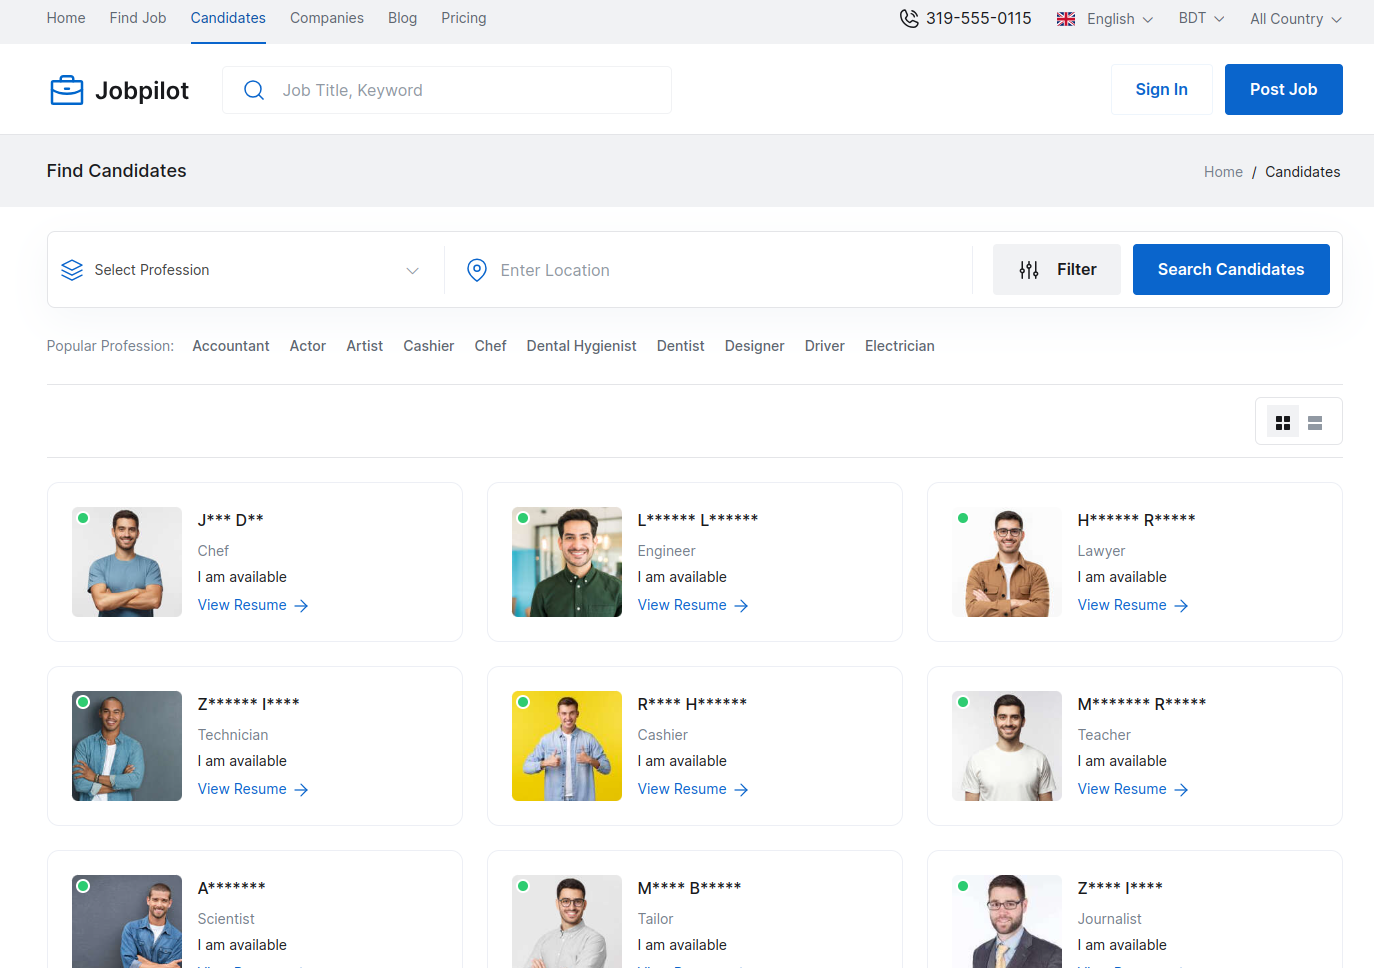 Home Find Job Candidates Companies Blog Pricing 319-555-0115 English BDT All Country
Jobpilot Job Title, Keyword Sign In Post Job
Find Candidates Home / Candidates
Select Profession Enter Location Filter Search Candidates
Popular Profession: Accountant Actor Artist Cashier Chef Dental Hygienist Dentist Designer Driver Electrician
J*** D**
Chef
I am available
View Resume
L****** L******
Engineer
I am available
View Resume
H****** R*****
Lawyer
I am available
View Resume
Z****** I****
Technician
I am available
View Resume
R**** H******
Cashier
I am available
View Resume
M******* R*****
Teacher
I am available
View Resume
A*******
Scientist
I am available
M**** B*****
Tailor
I am available
Z**** I****
Journalist
I am available